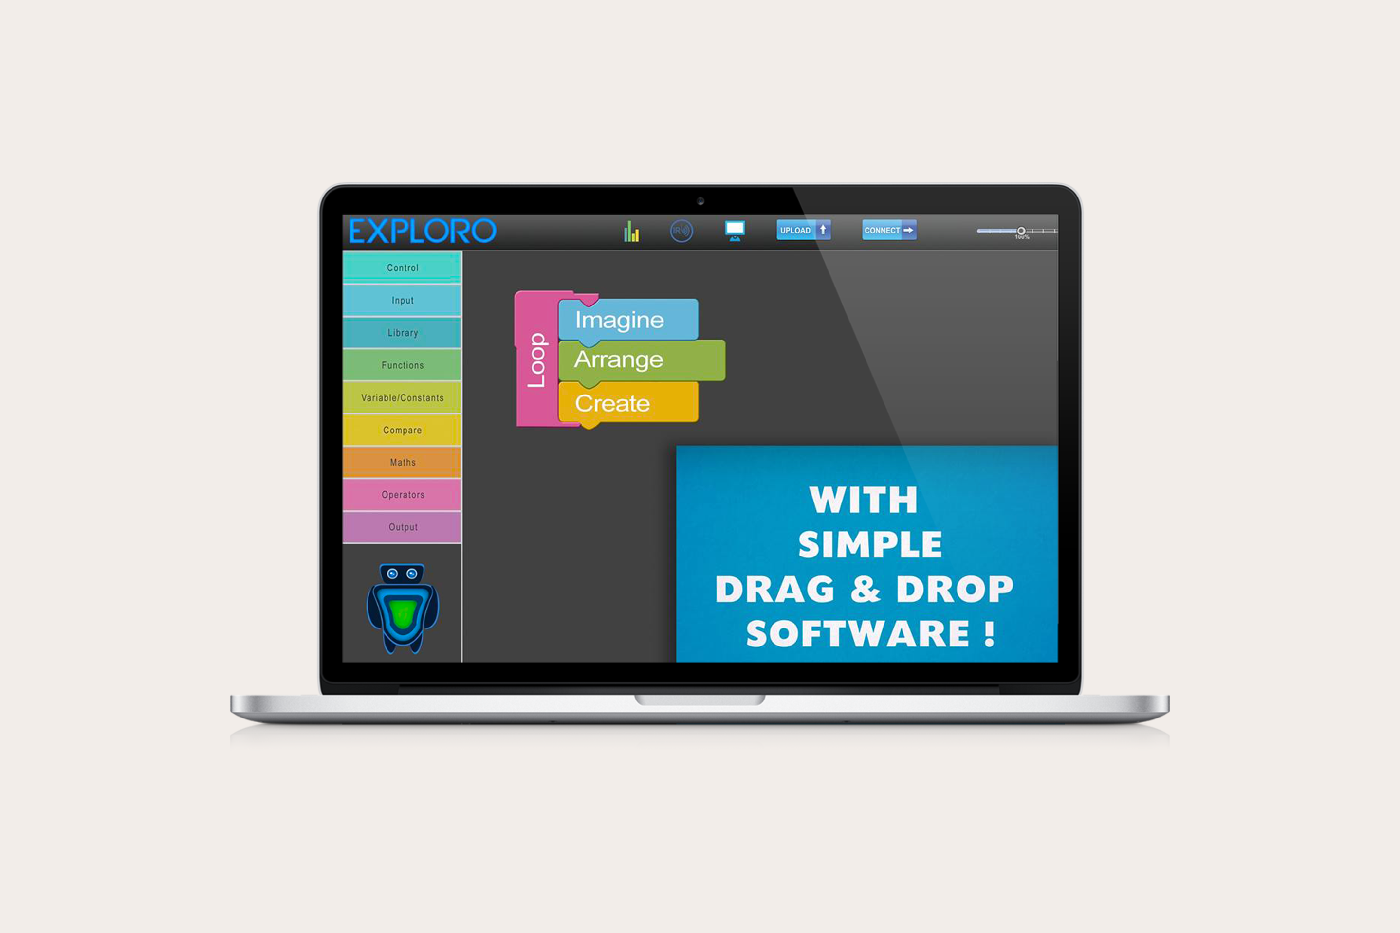 EXPLORO
UPLOAD
CONNECT
100%
Control
Input
Library
Functions
Variable/Constants
Compare
Maths
Operators
Output
Loop
Imagine
Arrange
Create
WITH
SIMPLE
DRAG & DROP
SOFTWARE !